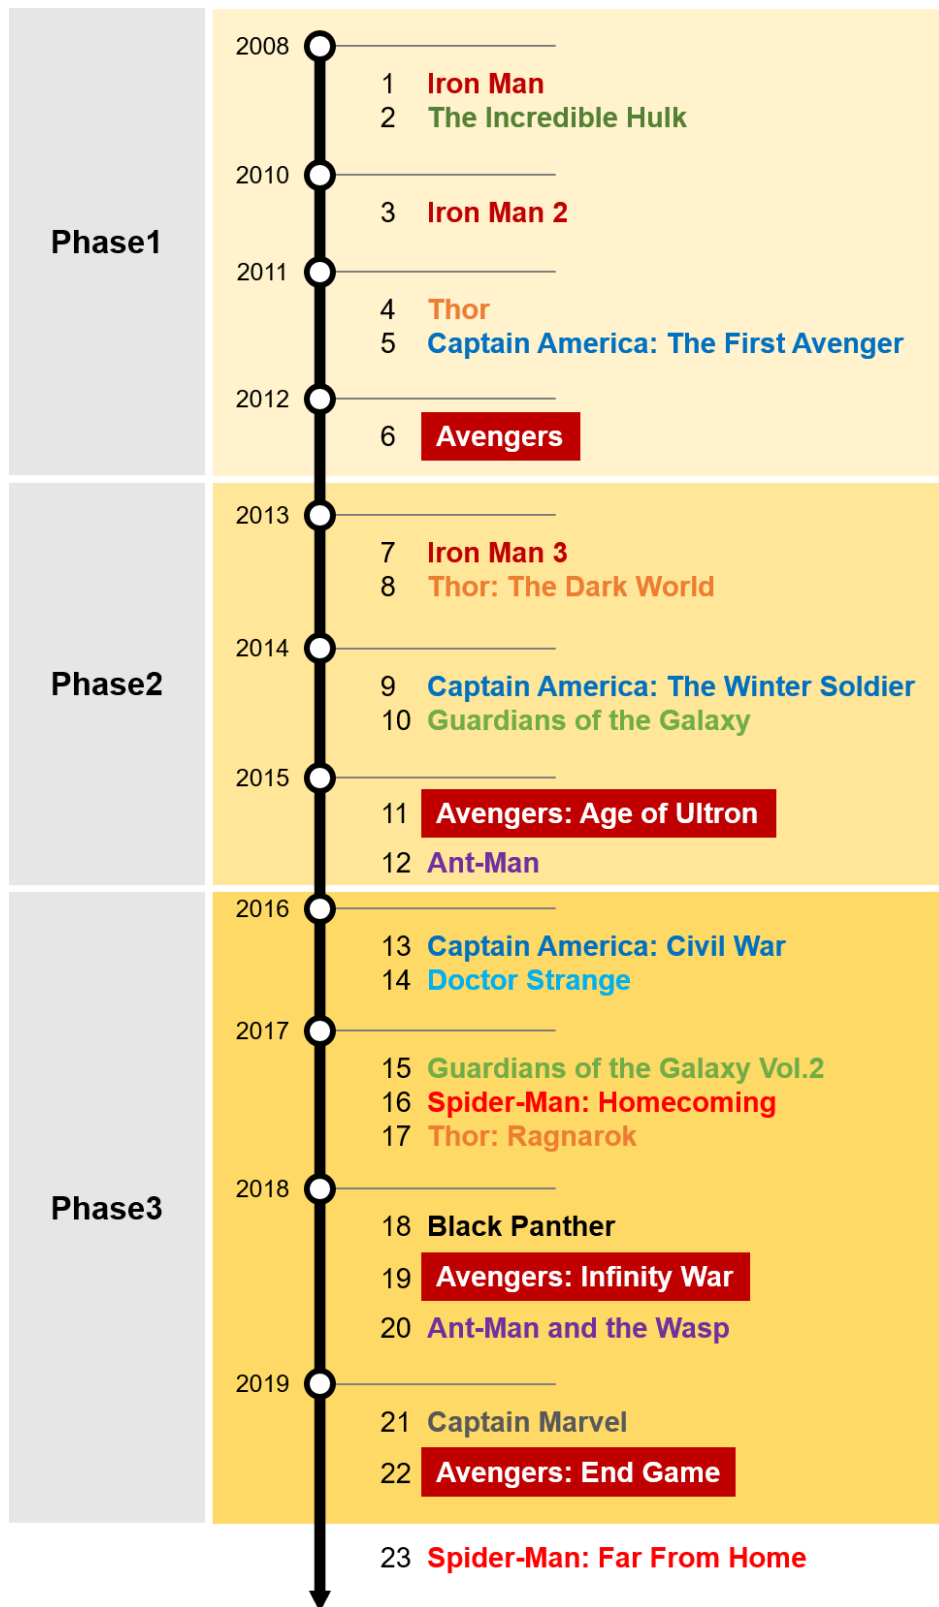 2008
1 Iron Man
2 The Incredible Hulk
2010
3 Iron Man 2
Phase1
2011
4 Thor
5 Captain America: The First Avenger
2012
6 Avengers
2013
7 Iron Man 3
8 Thor: The Dark World
2014
Phase2
9 Captain America: The Winter Soldier
10 Guardians of the Galaxy
2015
11 Avengers: Age of Ultron
12 Ant-Man
2016
13 Captain America: Civil War
14 Doctor Strange
2017
15 Guardians of the Galaxy Vol.2
16 Spider-Man: Homecoming
17 Thor: Ragnarok
2018
Phase3
18 Black Panther
19 Avengers: Infinity War
20 Ant-Man and the Wasp
2019
21 Captain Marvel
22 Avengers: End Game
23 Spider-Man: Far From Home